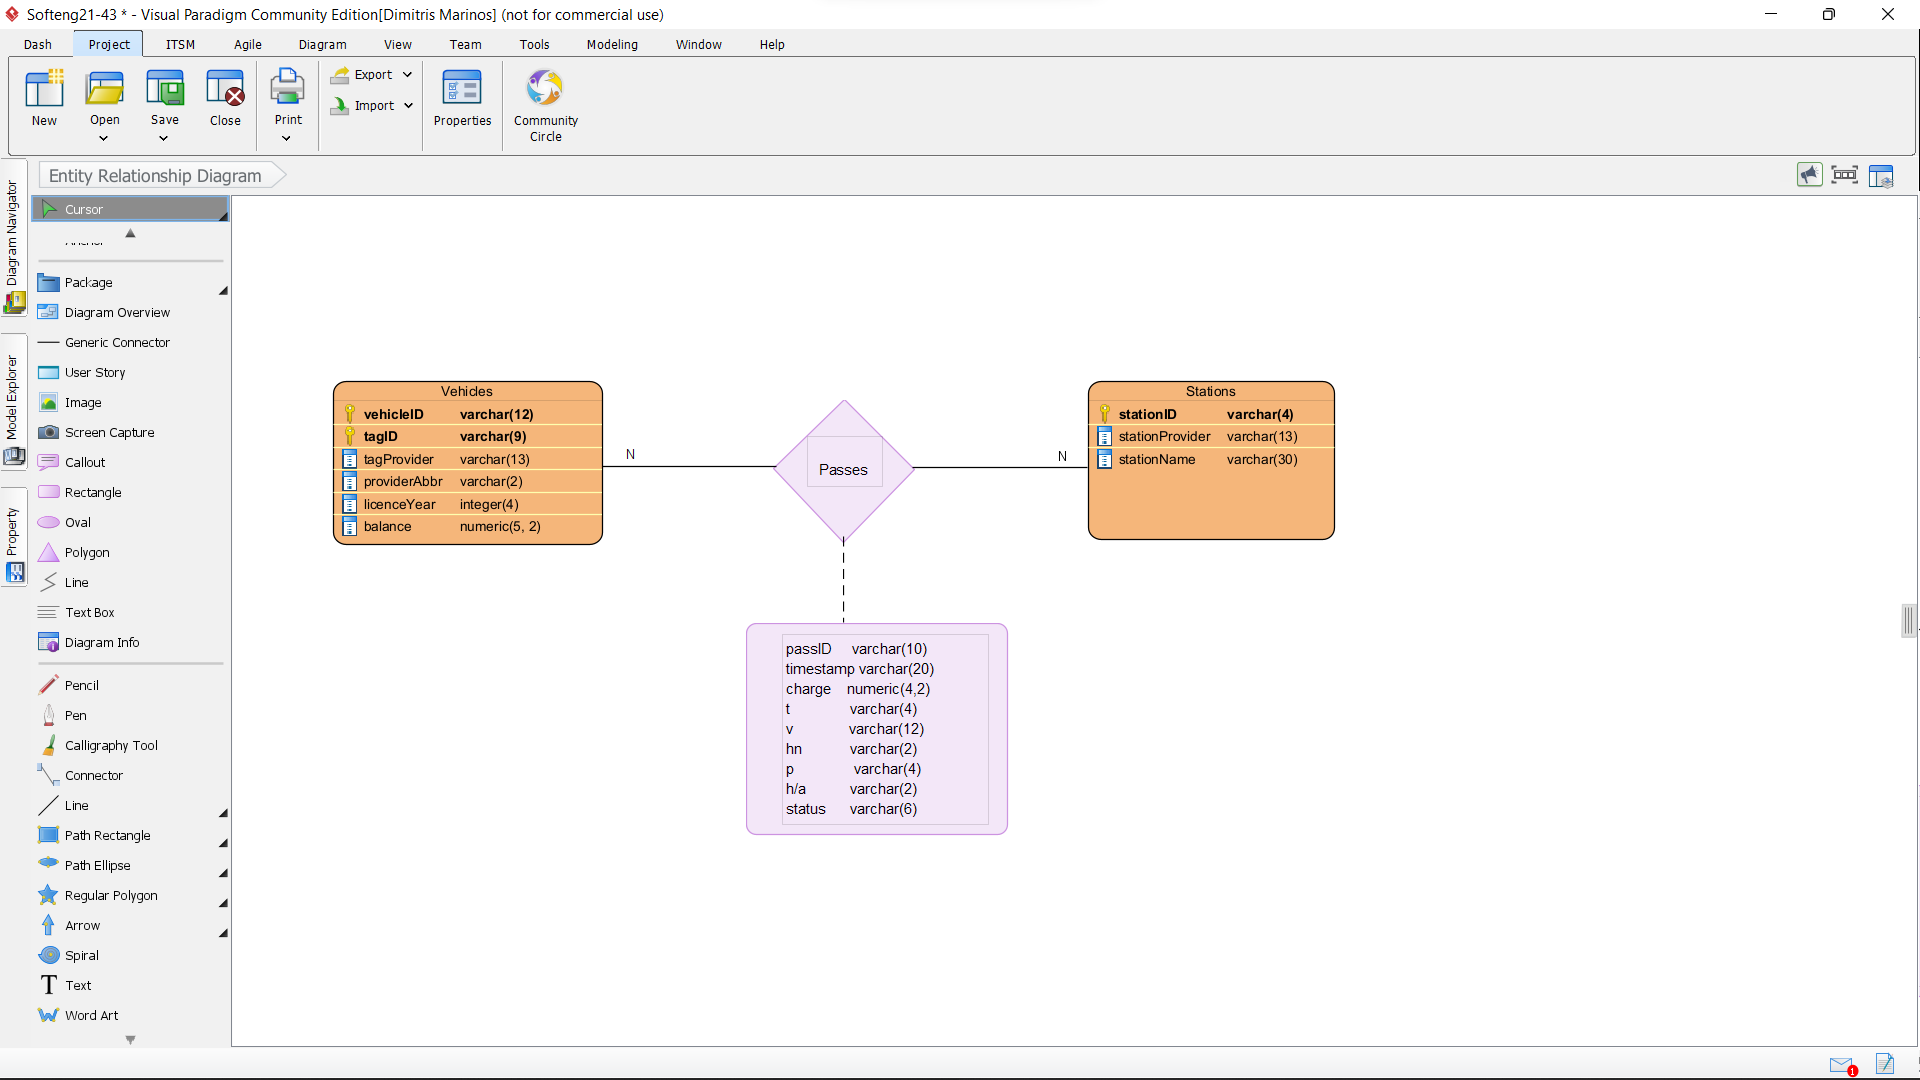 Softeng21-43 * - Visual Paradigm Community Edition[Dimitris Marinos] (not for commercial use)
Dash Project ITSM Agile Diagram View Team Tools Modeling Window Help
New Open Save Close Print Export Import Properties Community Circle
Entity Relationship Diagram
Diagram Navigator
Model Explorer
Property
Cursor
Package
Diagram Overview
Generic Connector
User Story
Image
Screen Capture
Callout
Rectangle
Oval
Polygon
Line
Text Box
Diagram Info
Pencil
Pen
Calligraphy Tool
Connector
Line
Path Rectangle
Path Ellipse
Regular Polygon
Arrow
Spiral
T Text
Word Art
Vehicles
vehicleID varchar(12)
tagID varchar(9)
tagProvider varchar(13)
providerAbbr varchar(2)
licenceYear integer(4)
balance numeric(5, 2)
N
Passes
N
Stations
stationID varchar(4)
stationProvider varchar(13)
stationName varchar(30)
passID varchar(10)
timestamp varchar(20)
charge numeric(4,2)
t varchar(4)
v varchar(12)
hn varchar(2)
p varchar(4)
h/a varchar(2)
status varchar(6)
1